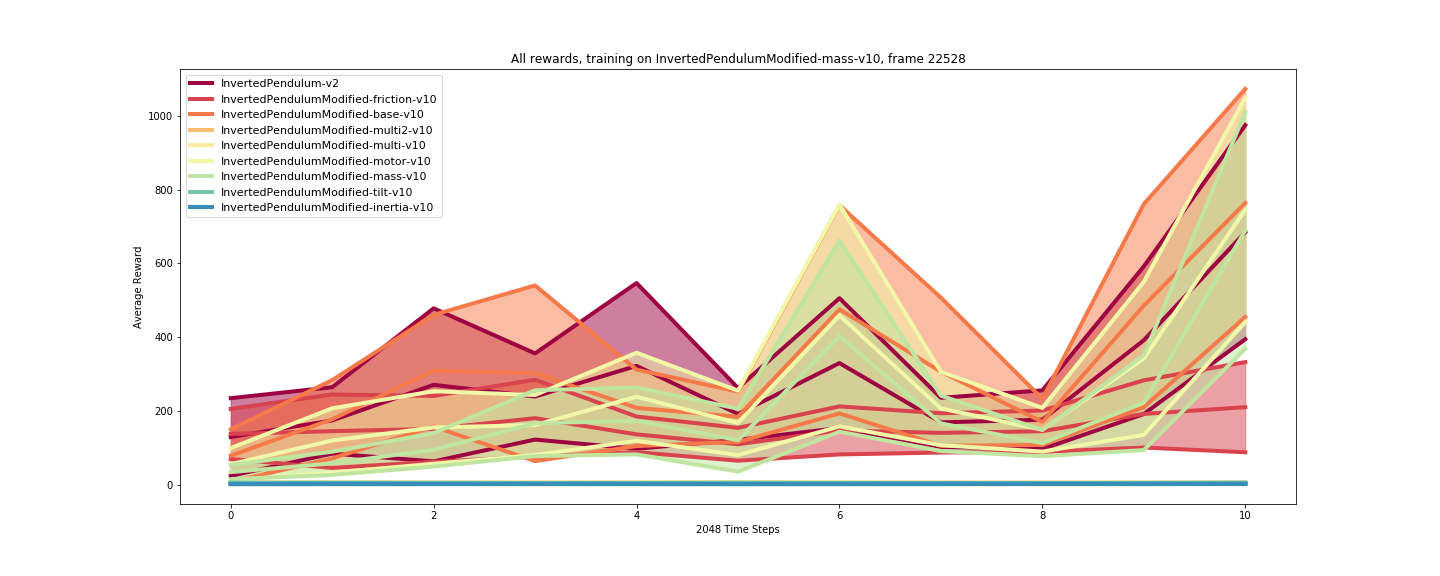 All rewards, training on InvertedPendulumModified-mass-v10, frame 22528
InvertedPendulum-v2
InvertedPendulumModified-friction-v10
InvertedPendulumModified-base-v10
InvertedPendulumModified-multi2-v10
InvertedPendulumModified-multi-v10
InvertedPendulumModified-motor-v10
InvertedPendulumModified-mass-v10
InvertedPendulumModified-tilt-v10
InvertedPendulumModified-inertia-v10
1000
800
600
400
200
0
Average Reward
0 2 4 6 8 10
2048 Time Steps